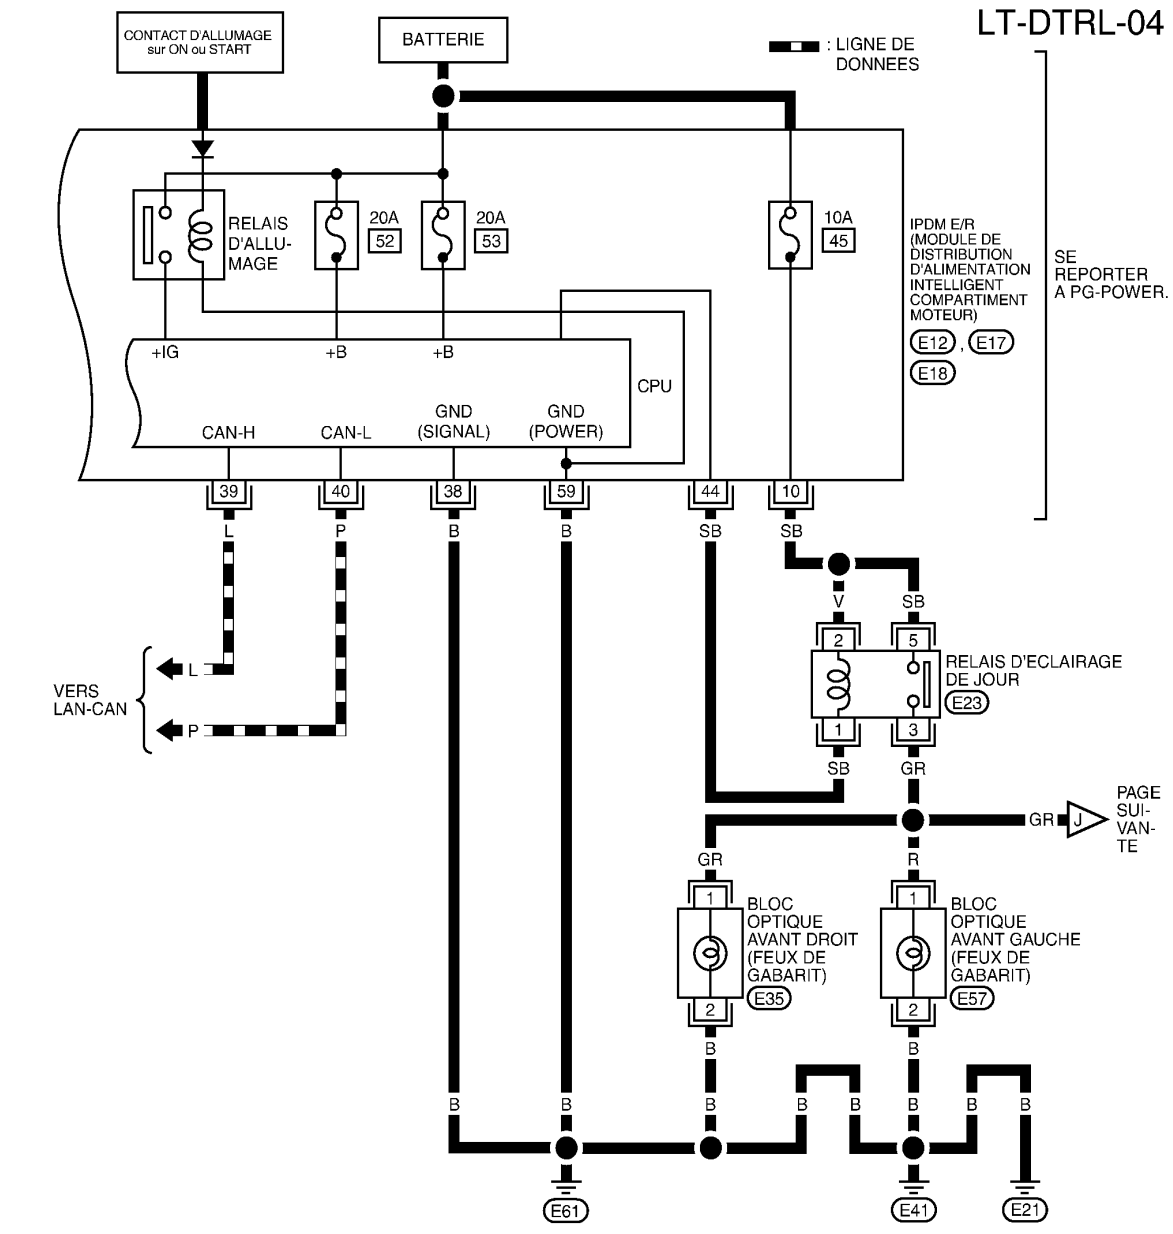 LT-DTRL-04
CONTACT D'ALLUMAGE
sur ON ou START
BATTERIE
: LIGNE DE
DONNEES
RELAIS
D'ALLU-
MAGE
20A
52
20A
53
10A
45
IPDM E/R
(MODULE DE
DISTRIBUTION
D'ALIMENTATION
INTELLIGENT
COMPARTIMENT
MOTEUR)
E12 , E17
E18
SE
REPORTER
A PG-POWER.
+IG
+B
+B
CPU
CAN-H
CAN-L
GND
(SIGNAL)
GND
(POWER)
39
40
38
59
44
10
L
P
B
B
SB
SB
V
SB
2
5
RELAIS D'ECLAIRAGE
DE JOUR
E23
1
3
SB
GR
VERS
LAN-CAN
L
P
GR
J
PAGE
SUI-
VAN-
TE
GR
R
1
BLOC
OPTIQUE
AVANT DROIT
(FEUX DE
GABARIT)
E35
2
1
BLOC
OPTIQUE
AVANT GAUCHE
(FEUX DE
GABARIT)
E57
2
B
B
B
B
B
B
B
B
B
B
E61
E41
E21